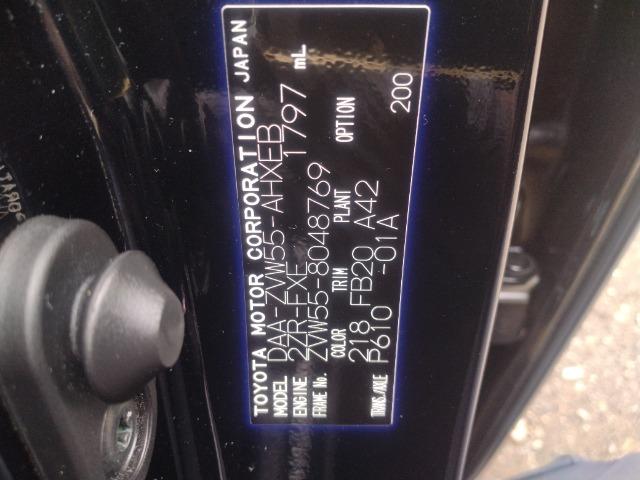 TOYOTA MOTOR CORPORATION JAPAN
MODEL DAA-ZVW55-AHXEB
ENGINE 2ZR-FXE 1797 mL
FRAME No. ZVW55-8048769
COLOR TRIM PLANT OPTION
218 FB20 A42 200
TRANS./AXLE P610 -01A